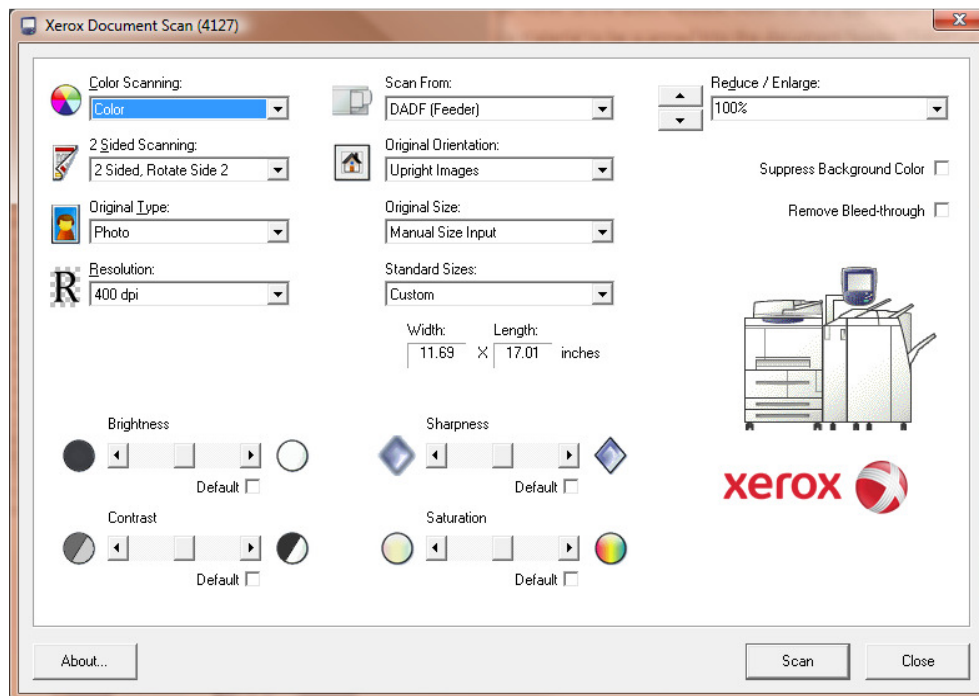 Xerox Document Scan (4127)
Color Scanning:
Color
2 Sided Scanning:
2 Sided, Rotate Side 2
Original Type:
Photo
Resolution:
R
400 dpi
Scan From:
DADF (Feeder)
Original Orientation:
Upright Images
Original Size:
Manual Size Input
Standard Sizes:
Custom
Width: Length:
11.69 X 17.01 inches
Reduce / Enlarge:
100%
Suppress Background Color
Remove Bleed-through
xerox
Brightness
Default
Sharpness
Default
Contrast
Default
Saturation
Default
About...
Scan
Close